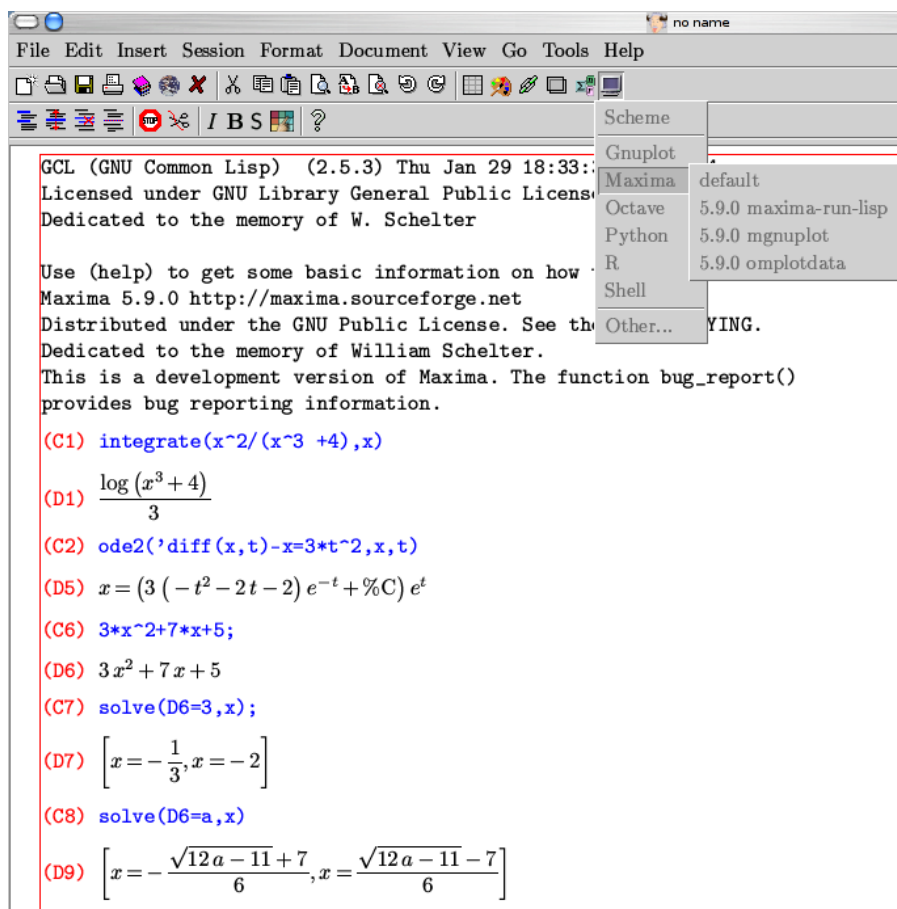 no name
File Edit Insert Session Format Document View Go Tools Help
STOP I B S ?
Scheme
Gnuplot
Maxima
Octave
Python
R
Shell
Other...
default
5.9.0 maxima-run-lisp
5.9.0 mgnuplot
5.9.0 omplotdata
GCL (GNU Common Lisp) (2.5.3) Thu Jan 29 18:33:
Licensed under GNU Library General Public Licens
Dedicated to the memory of W. Schelter
Use (help) to get some basic information on how
Maxima 5.9.0 http://maxima.sourceforge.net
Distributed under the GNU Public License. See th YING.
Dedicated to the memory of William Schelter.
This is a development version of Maxima. The function bug_report()
provides bug reporting information.
(C1) integrate(x^2/(x^3 +4),x)
(D1) log (x³ + 4) / 3
(C2) ode2('diff(x,t)-x=3*t^2,x,t)
(D5) x = (3 (−t² − 2 t − 2) e⁻ᵗ + %C) eᵗ
(C6) 3*x^2+7*x+5;
(D6) 3 x² + 7 x + 5
(C7) solve(D6=3,x);
(D7) [x = − 1/3, x = − 2]
(C8) solve(D6=a,x)
(D9) [x = − (√(12 a − 11) + 7)/6, x = (√(12 a − 11) − 7)/6]